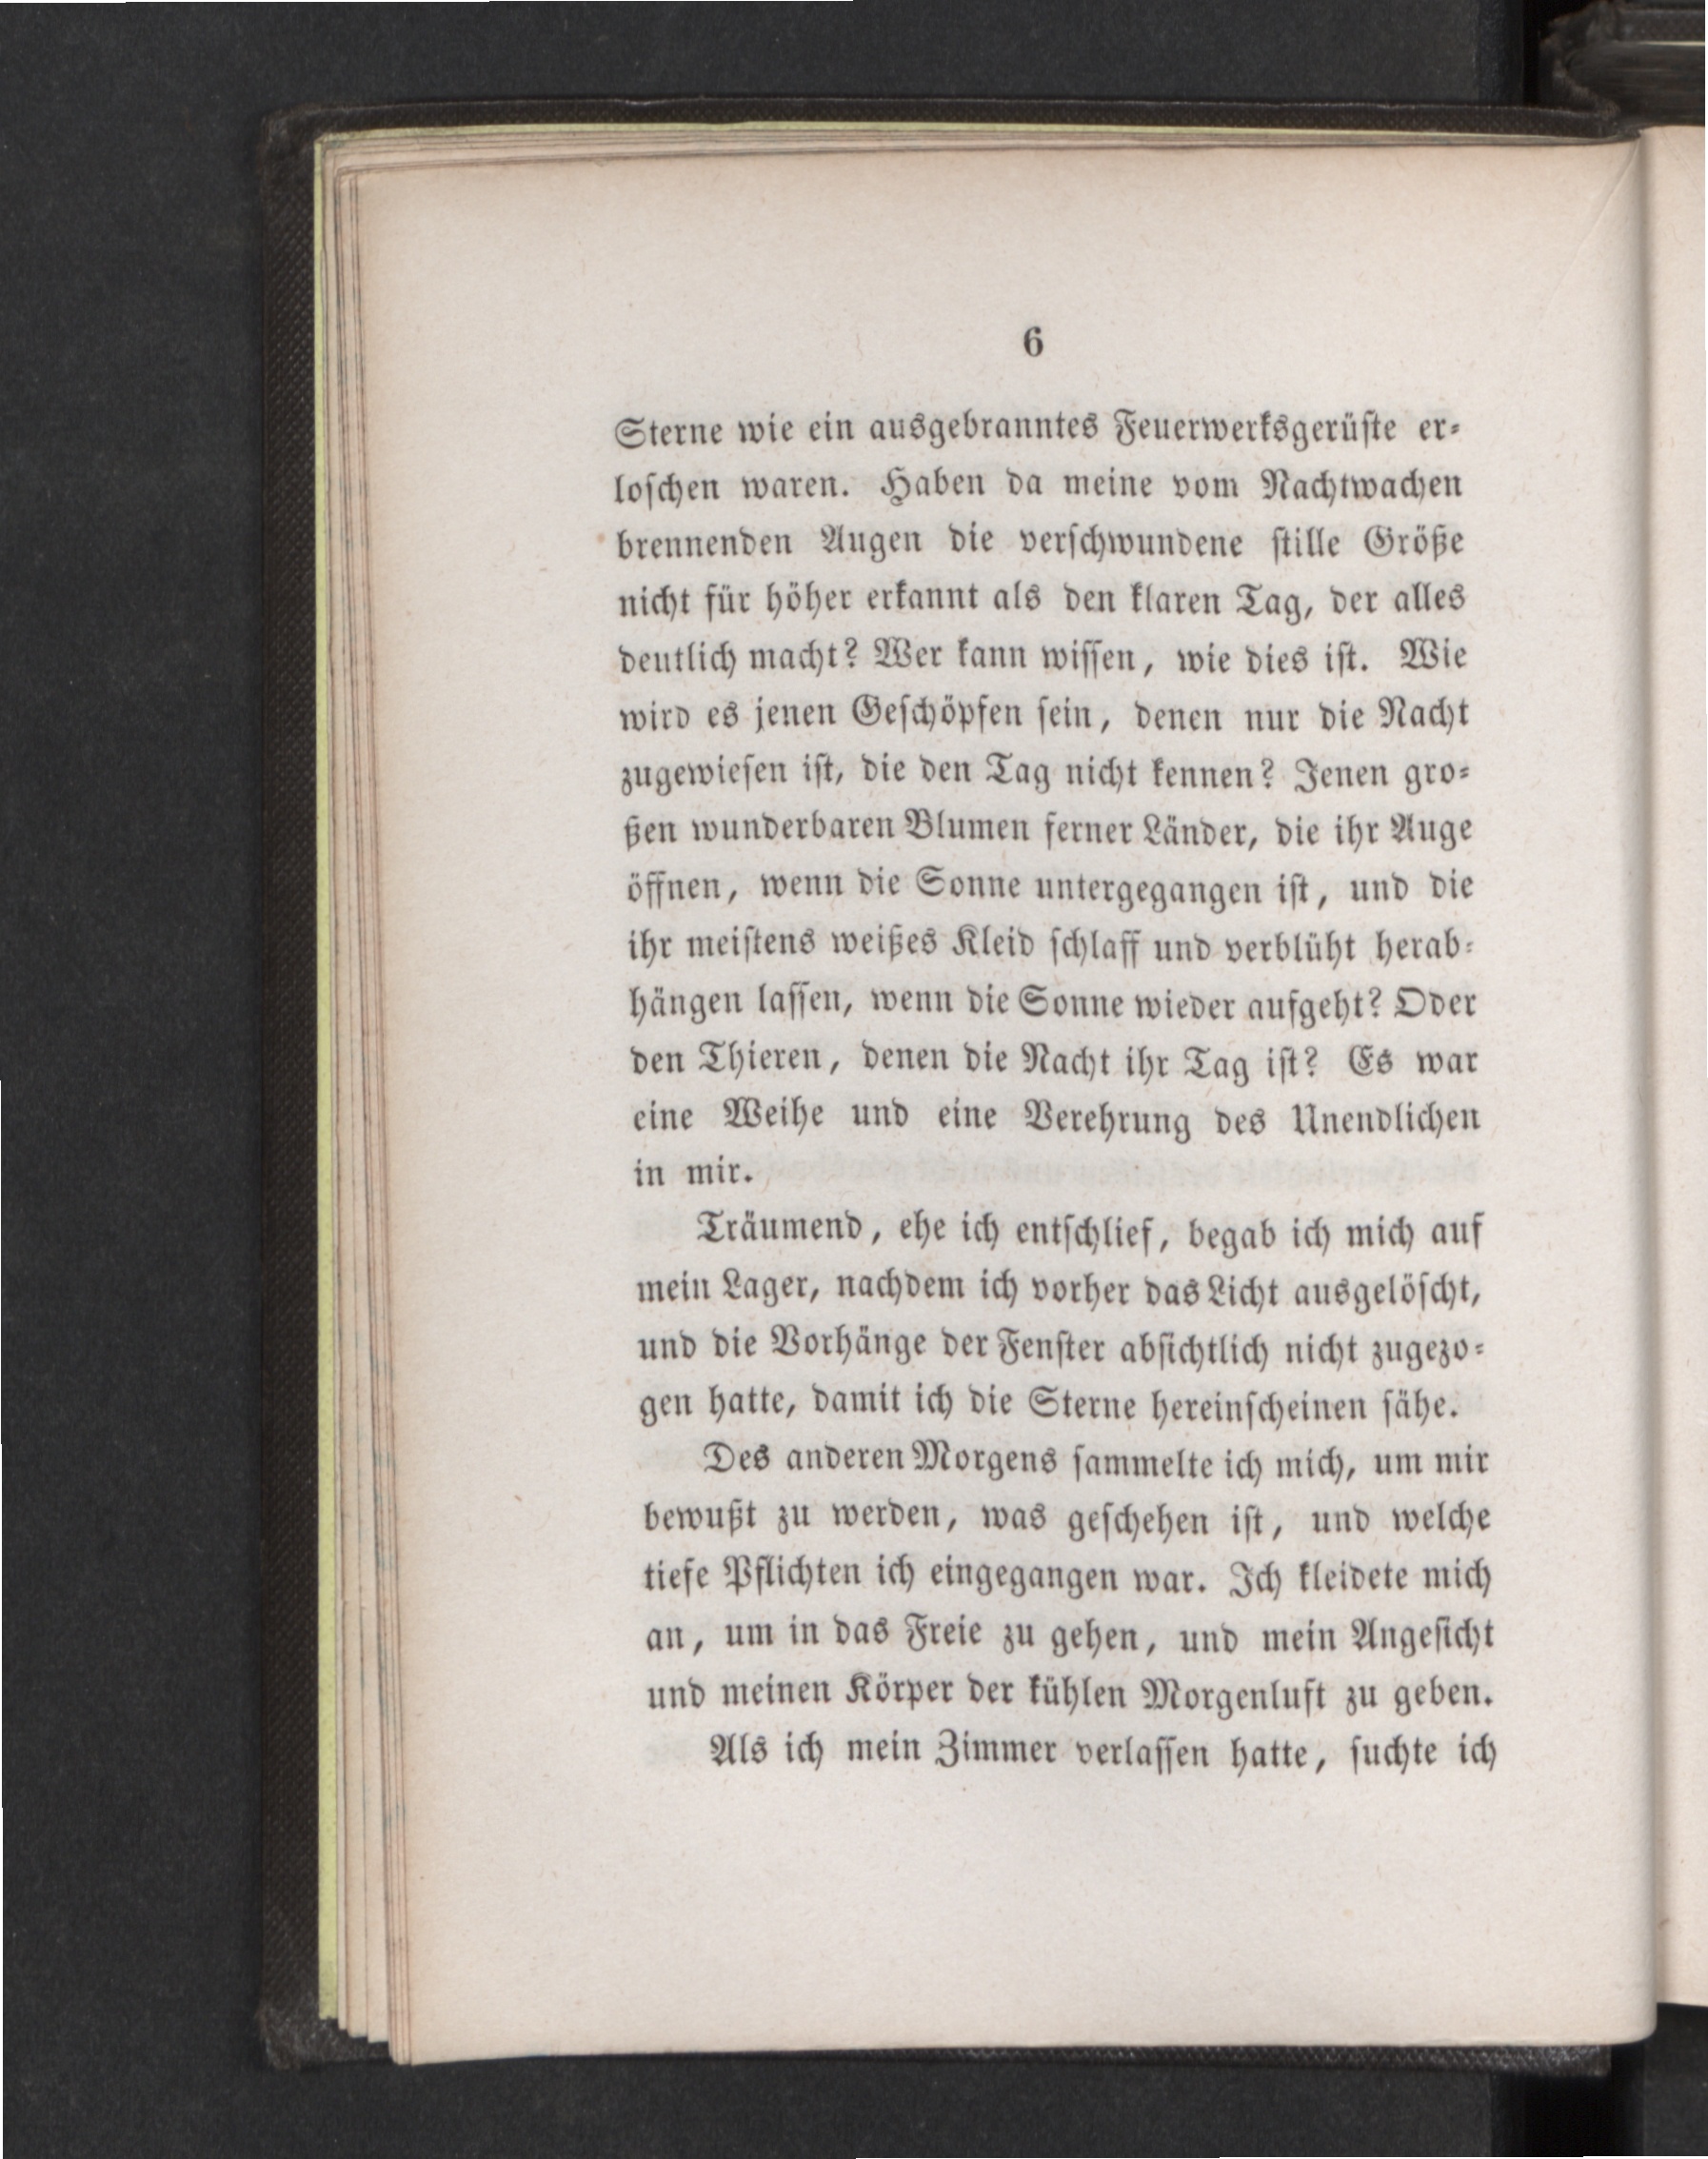 6
Sterne wie ein ausgebranntes Feuerwerksgerüſte er-
loſchen waren. Haben da meine vom Nachtwachen
brennenden Augen die verſchwundene ſtille Größe
nicht für höher erkannt als den klaren Tag, der alles
deutlich macht? Wer kann wiſſen, wie dies iſt. Wie
wird es jenen Geſchöpfen ſein, denen nur die Nacht
zugewieſen iſt, die den Tag nicht kennen? Jenen gro-
ßen wunderbaren Blumen ferner Länder, die ihr Auge
öffnen, wenn die Sonne untergegangen iſt, und die
ihr meiſtens weißes Kleid ſchlaff und verblüht herab-
hängen laſſen, wenn die Sonne wieder aufgeht? Oder
den Thieren, denen die Nacht ihr Tag iſt? Es war
eine Weihe und eine Verehrung des Unendlichen
in mir.
Träumend, ehe ich entſchlief, begab ich mich auf
mein Lager, nachdem ich vorher das Licht ausgelöſcht,
und die Vorhänge der Fenſter abſichtlich nicht zugezo-
gen hatte, damit ich die Sterne hereinſcheinen ſähe.
Des anderen Morgens ſammelte ich mich, um mir
bewußt zu werden, was geſchehen iſt, und welche
tiefe Pflichten ich eingegangen war. Ich kleidete mich
an, um in das Freie zu gehen, und mein Angeſicht
und meinen Körper der kühlen Morgenluft zu geben.
Als ich mein Zimmer verlaſſen hatte, ſuchte ich